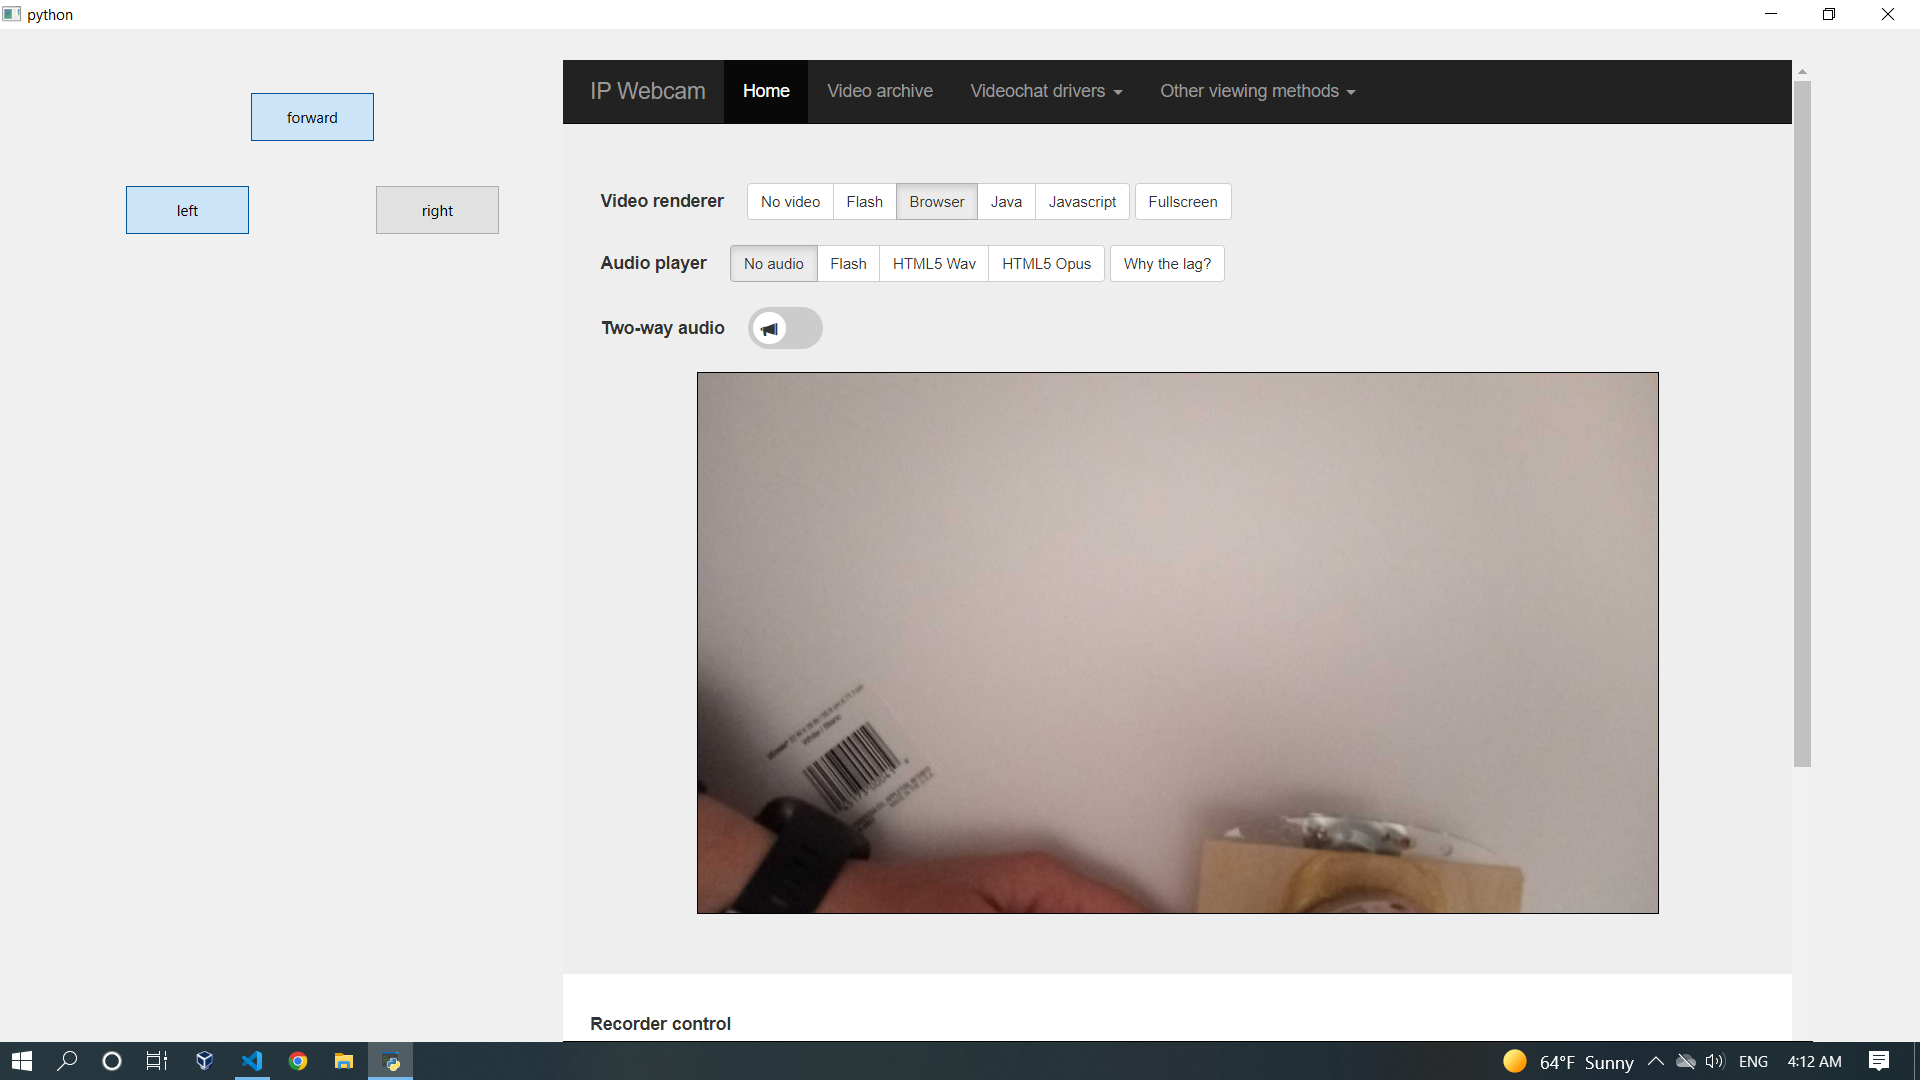 python
forward
left
right
IP Webcam
Home
Video archive
Videochat drivers
Other viewing methods
Video renderer
No video
Flash
Browser
Java
Javascript
Fullscreen
Audio player
No audio
Flash
HTML5 Wav
HTML5 Opus
Why the lag?
Two-way audio
White / Blanc
Recorder control
64°F Sunny
ENG
4:12 AM